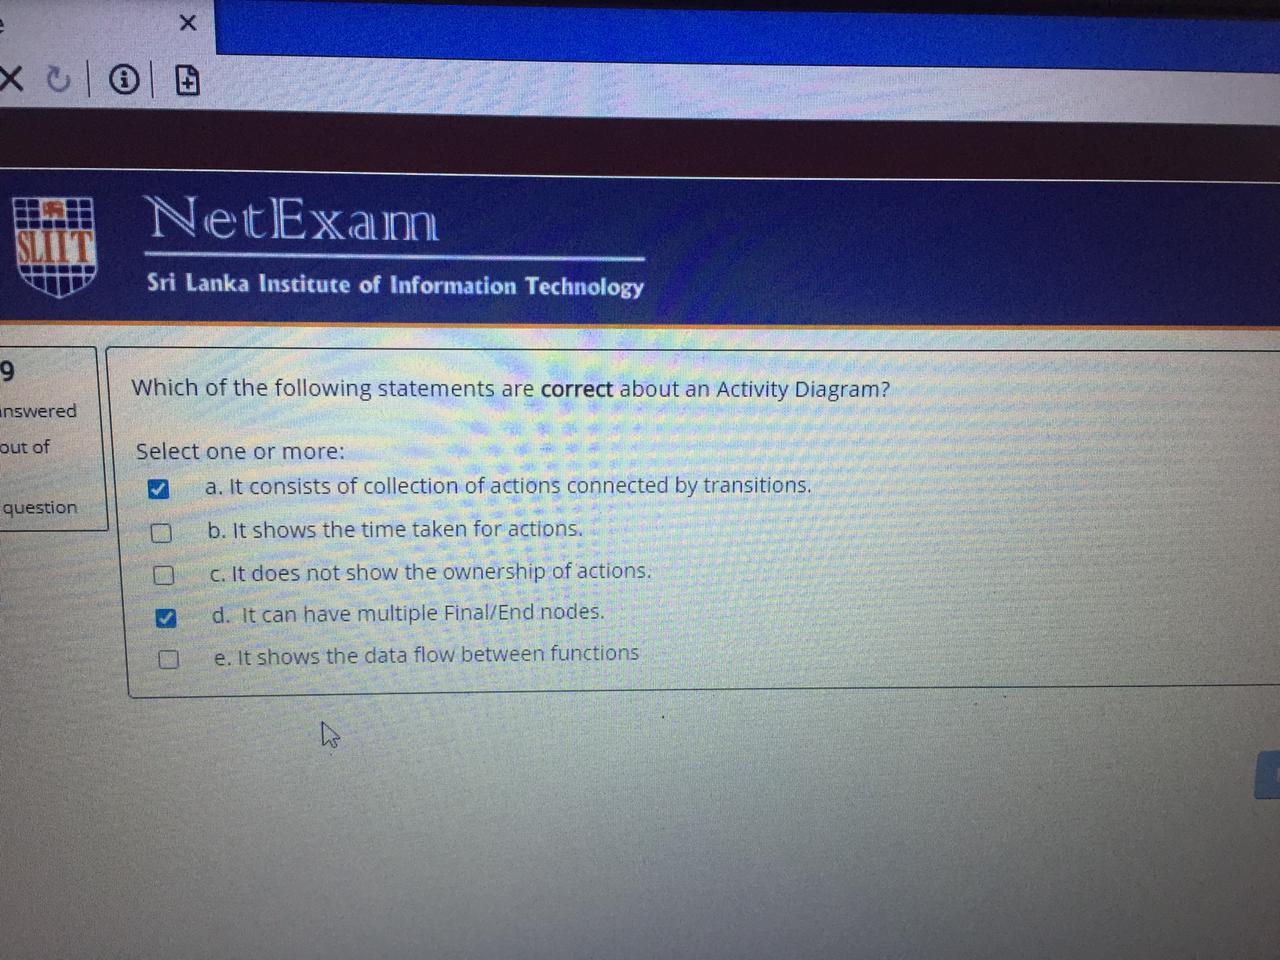 SLIIT
NetExam
Sri Lanka Institute of Information Technology
9
Which of the following statements are correct about an Activity Diagram?
nswered
out of
question
Select one or more:
a. It consists of collection of actions connected by transitions.
b. It shows the time taken for actions.
c. It does not show the ownership of actions.
d. It can have multiple Final/End nodes.
e. It shows the data flow between functions